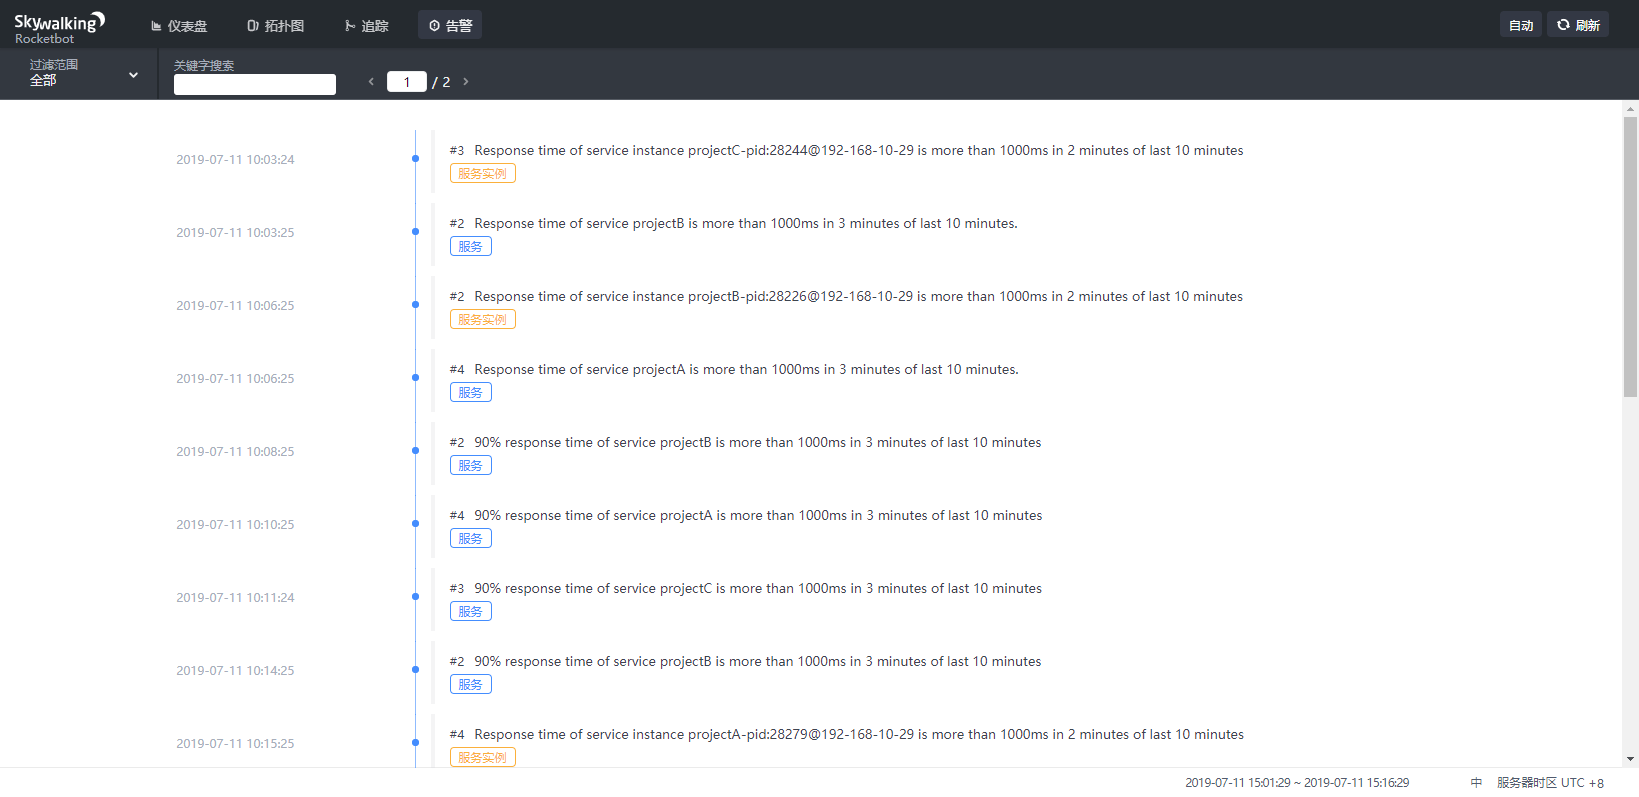 Skywalking
Rocketbot
仪表盘
拓扑图
追踪
告警
自动
刷新
过滤范围
全部
关键字搜索
1 / 2
2019-07-11 10:03:24
#3 Response time of service instance projectC-pid:28244@192-168-10-29 is more than 1000ms in 2 minutes of last 10 minutes
服务实例
2019-07-11 10:03:25
#2 Response time of service projectB is more than 1000ms in 3 minutes of last 10 minutes.
服务
2019-07-11 10:06:25
#2 Response time of service instance projectB-pid:28226@192-168-10-29 is more than 1000ms in 2 minutes of last 10 minutes
服务实例
2019-07-11 10:06:25
#4 Response time of service projectA is more than 1000ms in 3 minutes of last 10 minutes.
服务
2019-07-11 10:08:25
#2 90% response time of service projectB is more than 1000ms in 3 minutes of last 10 minutes
服务
2019-07-11 10:10:25
#4 90% response time of service projectA is more than 1000ms in 3 minutes of last 10 minutes
服务
2019-07-11 10:11:24
#3 90% response time of service projectC is more than 1000ms in 3 minutes of last 10 minutes
服务
2019-07-11 10:14:25
#2 90% response time of service projectB is more than 1000ms in 3 minutes of last 10 minutes
服务
2019-07-11 10:15:25
#4 Response time of service instance projectA-pid:28279@192-168-10-29 is more than 1000ms in 2 minutes of last 10 minutes
服务实例
2019-07-11 15:01:29 ~ 2019-07-11 15:16:29
中
服务器时区 UTC +8